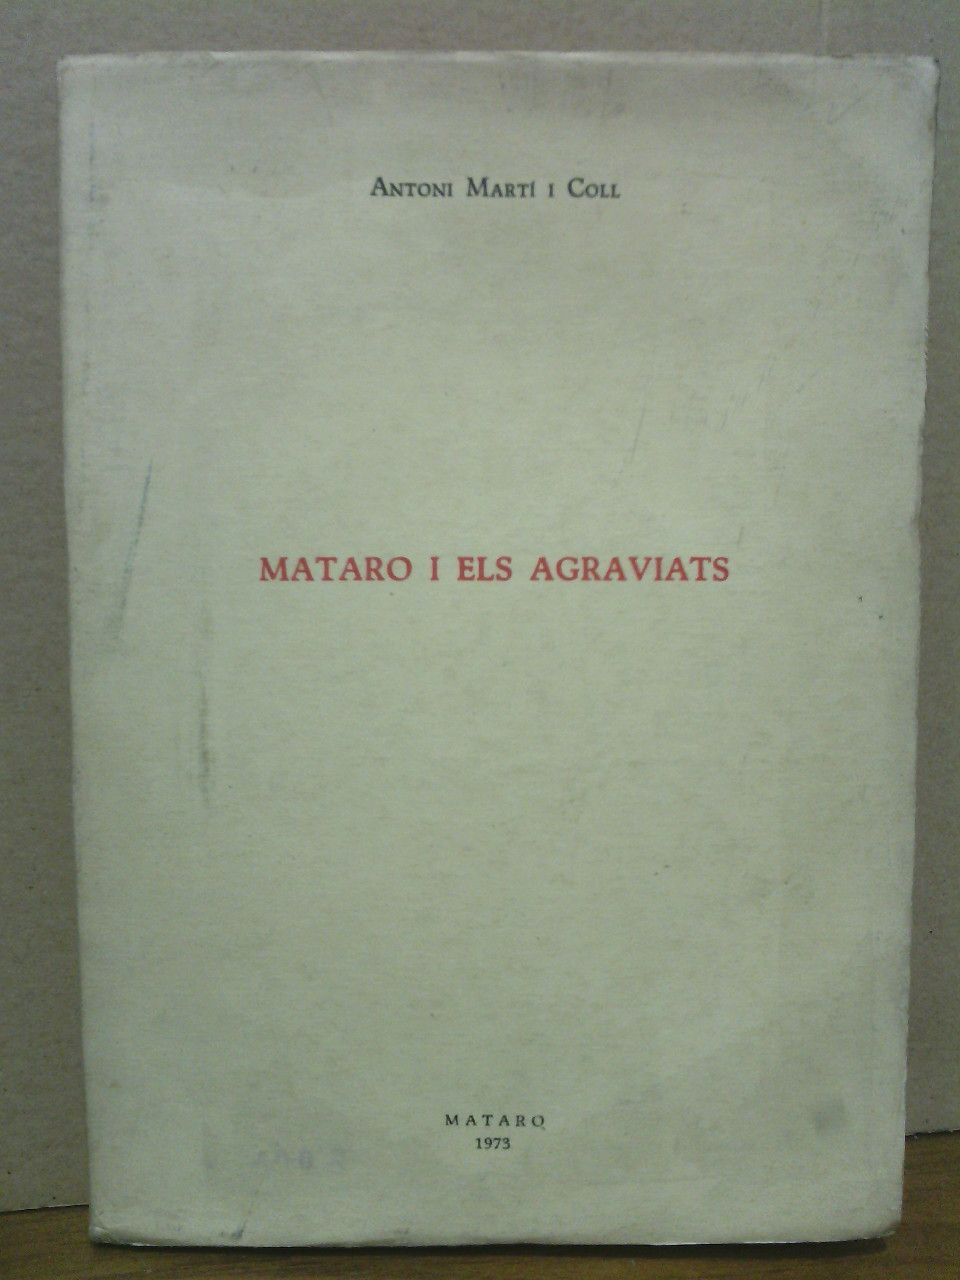 Antoni Martí i Coll
MATARO I ELS AGRAVIATS
MATARO
1973